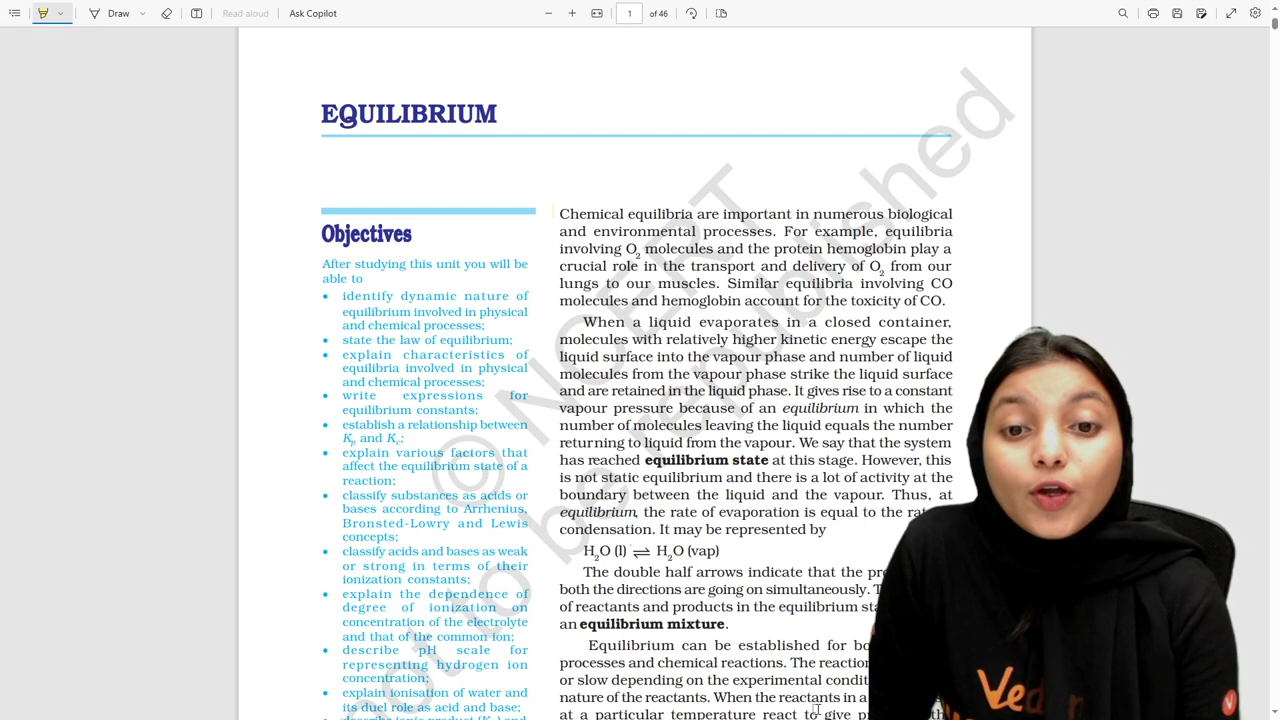 Draw
Read aloud
Ask Copilot
1
of 46
EQUILIBRIUM
Objectives
After studying this unit you will be
able to
• identify dynamic nature of
equilibrium involved in physical
and chemical processes;
• state the law of equilibrium;
• explain characteristics of
equilibria involved in physical
and chemical processes;
• write expressions for
equilibrium constants;
• establish a relationship between
Kp and Kc;
• explain various factors that
affect the equilibrium state of a
reaction;
• classify substances as acids or
bases according to Arrhenius,
Bronsted-Lowry and Lewis
concepts;
• classify acids and bases as weak
or strong in terms of their
ionization constants;
• explain the dependence of
degree of ionization on
concentration of the electrolyte
and that of the common ion;
• describe pH scale for
representing hydrogen ion
concentration;
• explain ionisation of water and
its duel role as acid and base;
Chemical equilibria are important in numerous biological
and environmental processes. For example, equilibria
involving O2 molecules and the protein hemoglobin play a
crucial role in the transport and delivery of O2 from our
lungs to our muscles. Similar equilibria involving CO
molecules and hemoglobin account for the toxicity of CO.
When a liquid evaporates in a closed container,
molecules with relatively higher kinetic energy escape the
liquid surface into the vapour phase and number of liquid
molecules from the vapour phase strike the liquid surface
and are retained in the liquid phase. It gives rise to a constant
vapour pressure because of an equilibrium in which the
number of molecules leaving the liquid equals the number
returning to liquid from the vapour. We say that the system
has reached equilibrium state at this stage. However, this
is not static equilibrium and there is a lot of activity at the
boundary between the liquid and the vapour. Thus, at
equilibrium, the rate of evaporation is equal to the
condensation. It may be represented by
H2O (l) ⇌ H2O (vap)
The double half arrows indicate that the
both the directions are going on simultaneously.
of reactants and products in the equilibrium
an equilibrium mixture.
Equilibrium can be established for
processes and chemical reactions. The reaction
or slow depending on the experimental
nature of the reactants. When the reactants in a
at a particular temperature react to give
© NCERT
not to be republished